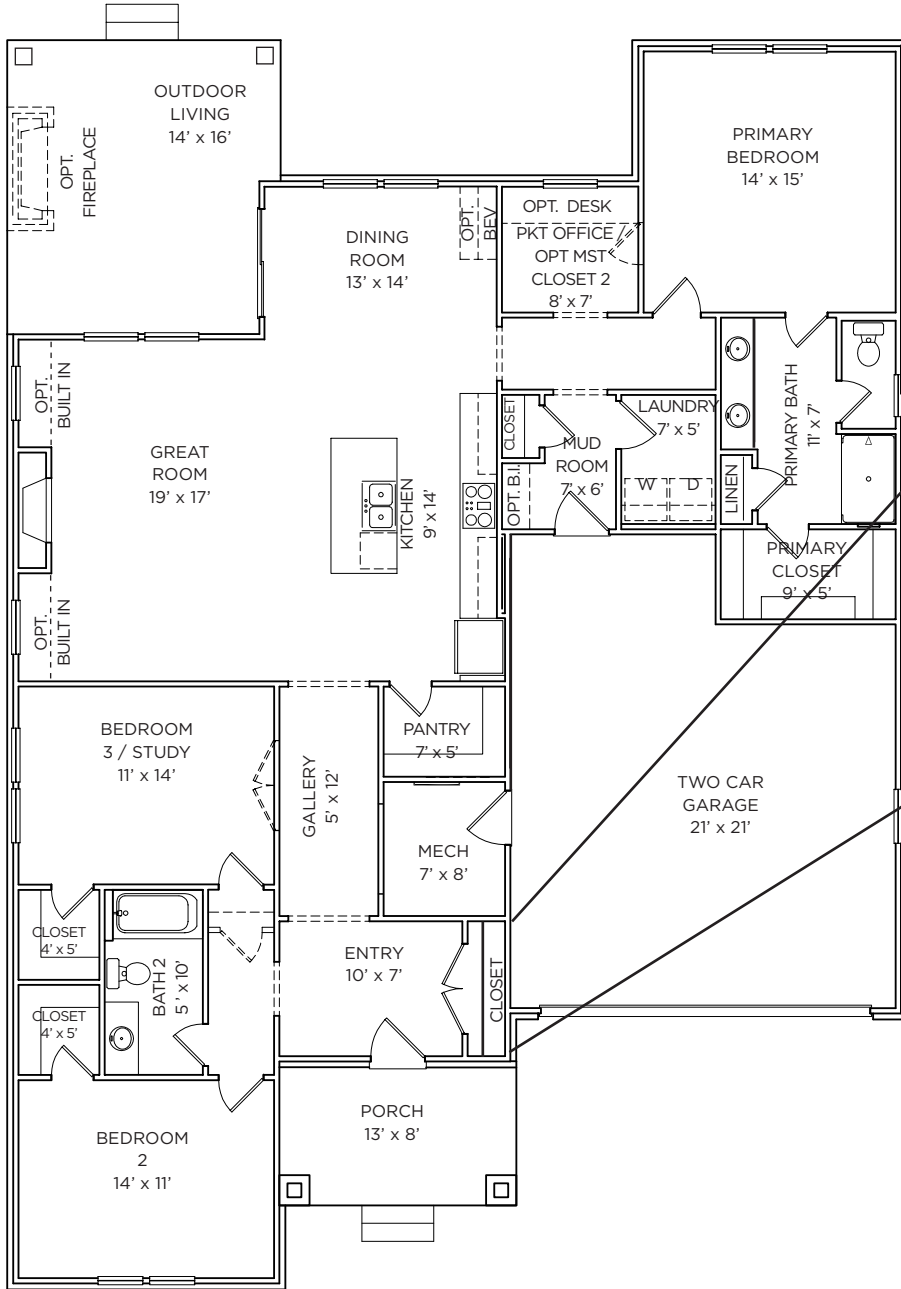 OUTDOOR
LIVING
14’ x 16’
OPT.
FIREPLACE
PRIMARY
BEDROOM
14’ x 15’
DINING
ROOM
13’ x 14’
OPT.
BEV
OPT. DESK
PKT OFFICE /
OPT MST
CLOSET 2
8’ x 7’
OPT.
BUILT IN
GREAT
ROOM
19’ x 17’
KITCHEN
9’ x 14’
CLOSET
OPT. B.I.
MUD
ROOM
7’ x 6’
LAUNDRY
7’ x 5’
W
D
LINEN
PRIMARY BATH
11’ x 7’
PRIMARY
CLOSET
9’ x 5’
OPT.
BUILT IN
BEDROOM
3 / STUDY
11’ x 14’
GALLERY
5’ x 12’
PANTRY
7’ x 5’
MECH
7’ x 8’
TWO CAR
GARAGE
21’ x 21’
CLOSET
4’ x 5’
CLOSET
4’ x 5’
BATH 2
5 ’ x 10’
ENTRY
10’ x 7’
CLOSET
BEDROOM
2
14’ x 11’
PORCH
13’ x 8’